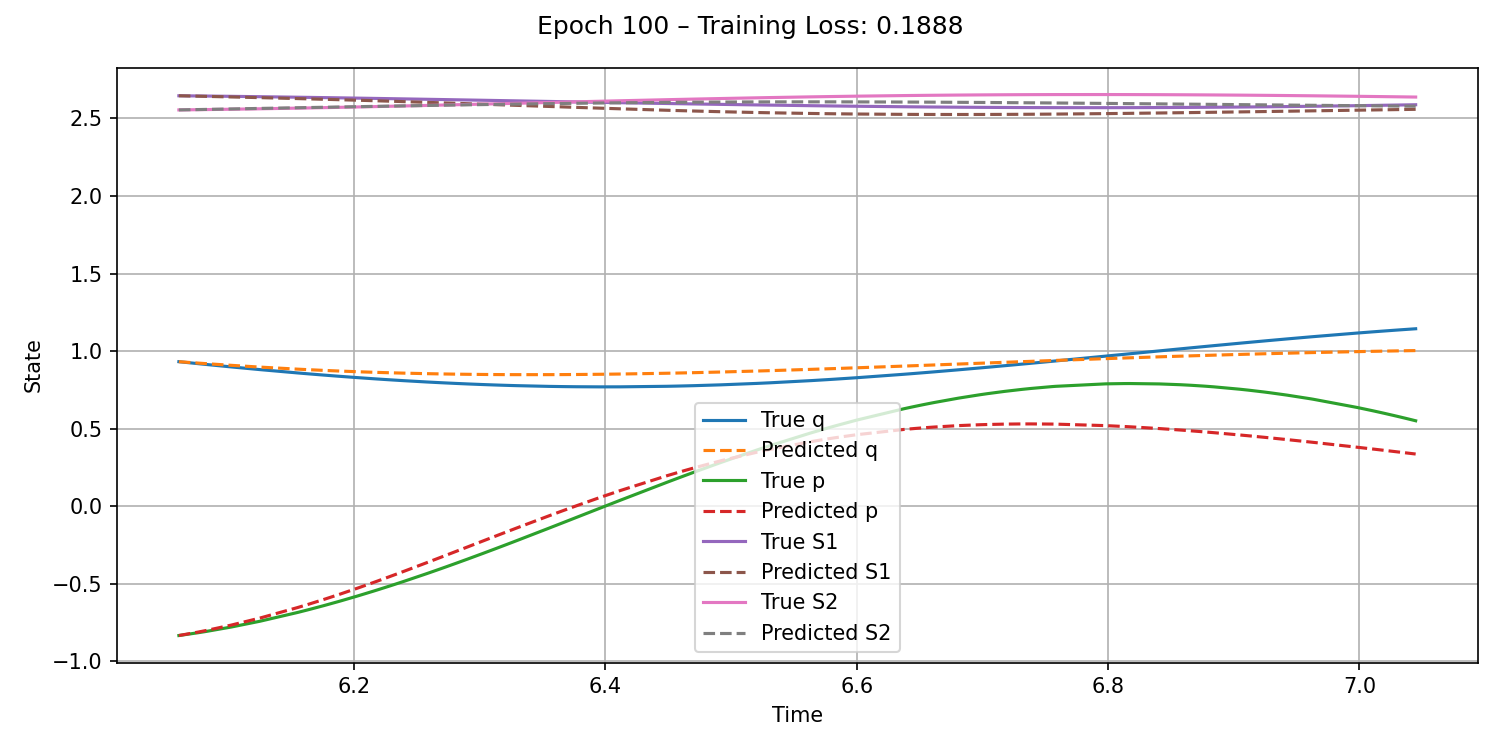 Epoch 100 – Training Loss: 0.1888
State
2.5
2.0
1.5
1.0
0.5
0.0
−0.5
−1.0
True q
Predicted q
True p
Predicted p
True S1
Predicted S1
True S2
Predicted S2
6.2 6.4 6.6 6.8 7.0
Time